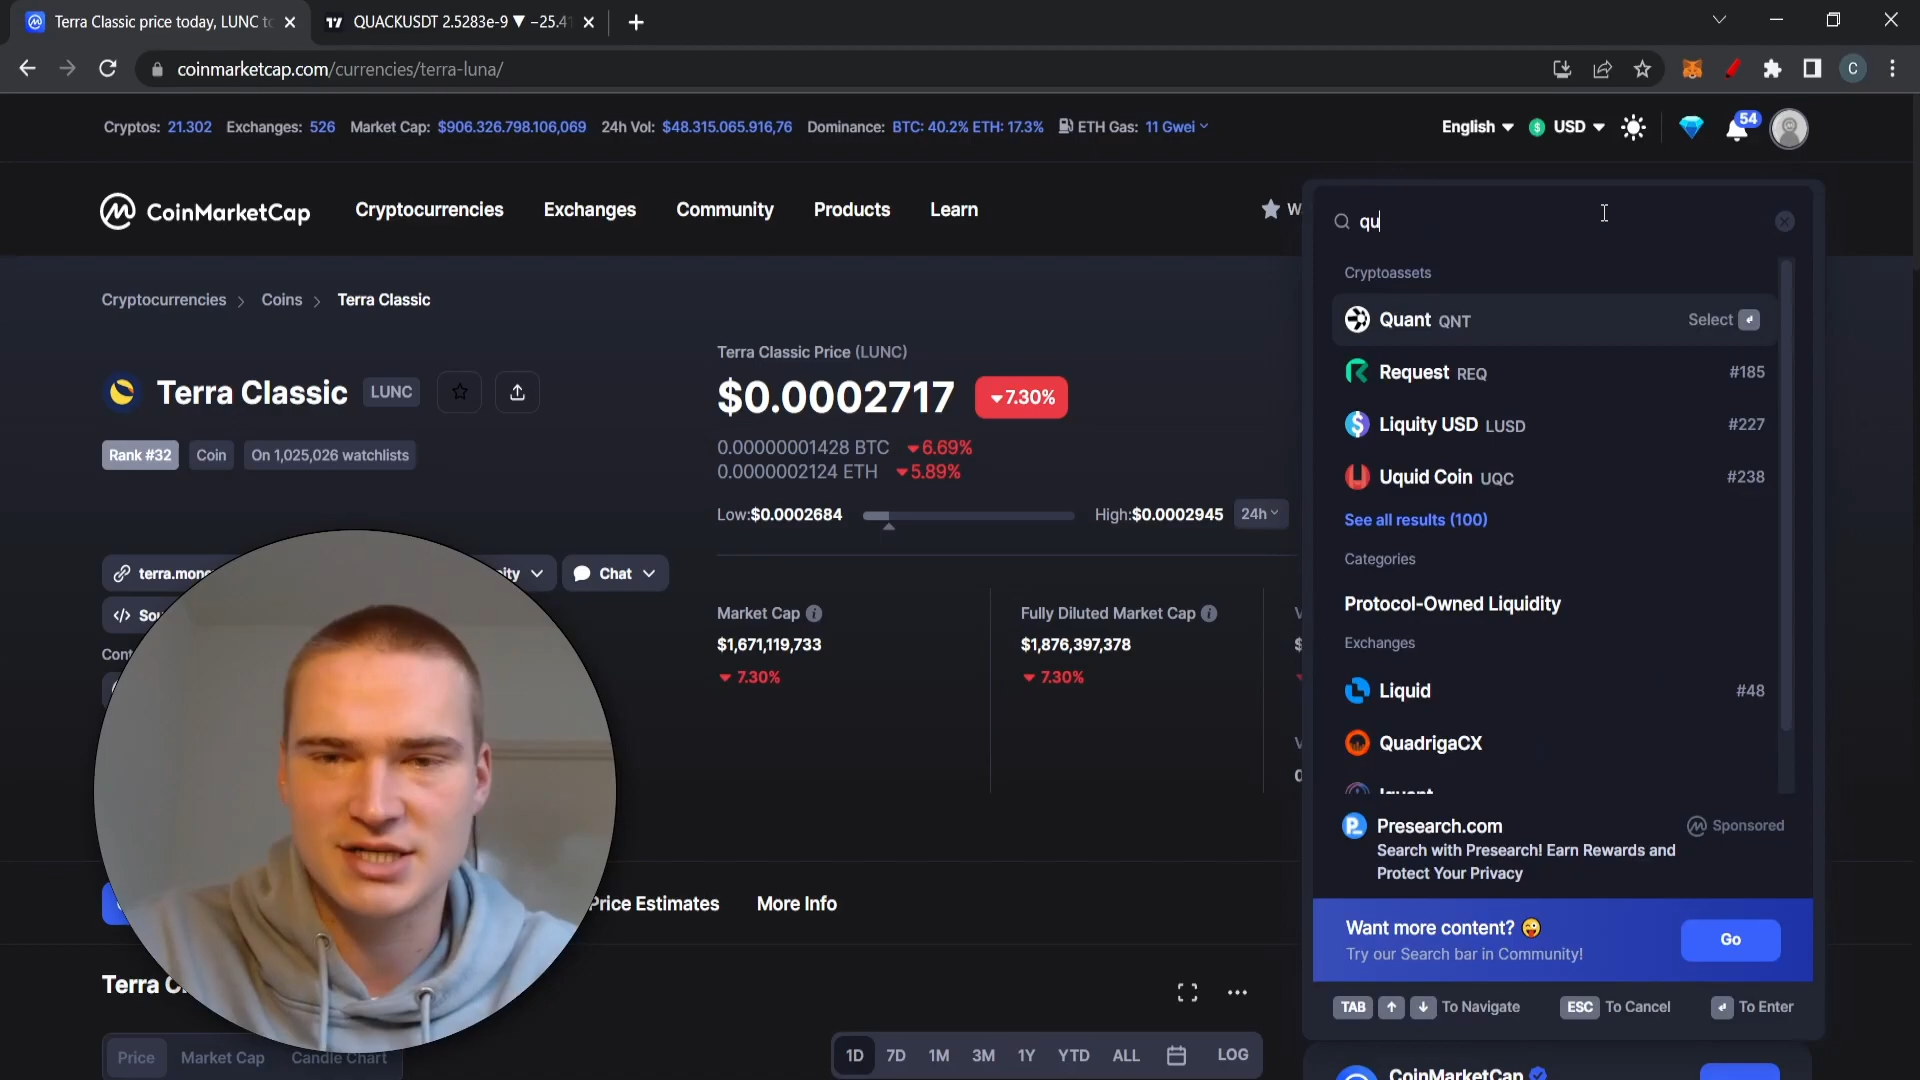 Terra Classic price today, LUNC to
QUACKUSDT 2.5283e-9 ▼ −25.41
coinmarketcap.com/currencies/terra-luna/
C
Cryptos: 21.302 Exchanges: 526 Market Cap: $906.326.798.106,069 24h Vol: $48.315.065.916,76 Dominance: BTC: 40.2% ETH: 17.3% ETH Gas: 11 Gwei
English USD 54
CoinMarketCap Cryptocurrencies Exchanges Community Products Learn
W
qu
Cryptoassets
Quant QNT Select
Request REQ #185
Liquity USD LUSD #227
Uquid Coin UQC #238
See all results (100)
Categories
Protocol-Owned Liquidity
Exchanges
Liquid #48
QuadrigaCX
Iquant
Presearch.com Sponsored
Search with Presearch! Earn Rewards and
Protect Your Privacy
Want more content? 😜
Try our Search bar in Community!
Go
TAB ↑ ↓ To Navigate ESC To Cancel To Enter
CoinMarketCap
Cryptocurrencies > Coins > Terra Classic
Terra Classic LUNC
Rank #32 Coin On 1,025,026 watchlists
Terra Classic Price (LUNC)
$0.0002717 7.30%
0.00000001428 BTC 6.69%
0.0000002124 ETH 5.89%
Low:$0.0002684 High:$0.0002945 24h
terra.mone
ity
Chat
Sou
Cont
Market Cap
$1,671,119,733
7.30%
Fully Diluted Market Cap
$1,876,397,378
7.30%
Price Estimates More Info
Terra C
Price Market Cap Candle Chart
1D 7D 1M 3M 1Y YTD ALL LOG